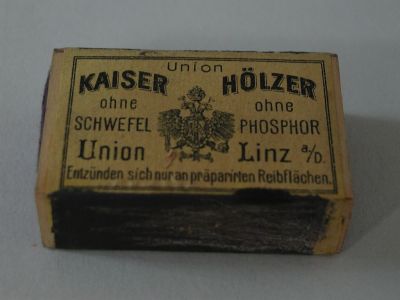 Union
KAISER HÖLZER
ohne ohne
SCHWEFEL PHOSPHOR
Union Linz a/D.
Entzünden sich nur an präparirten Reibflächen.